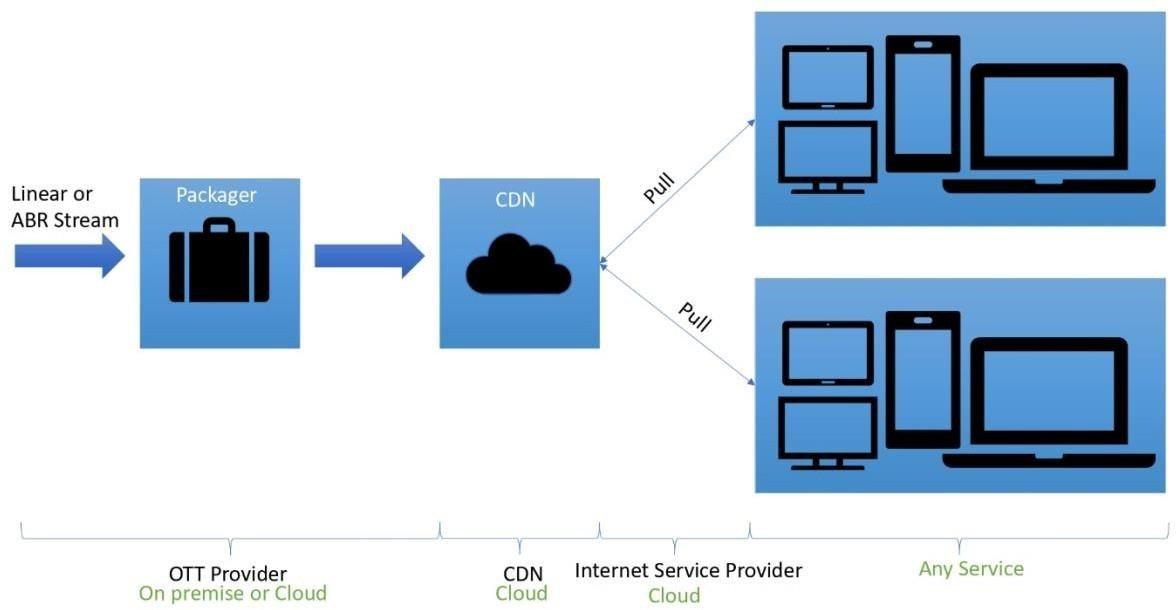 Linear or
ABR Stream
Packager
CDN
Pull
Pull
OTT Provider
On premise or Cloud
CDN
Cloud
Internet Service Provider
Cloud
Any Service